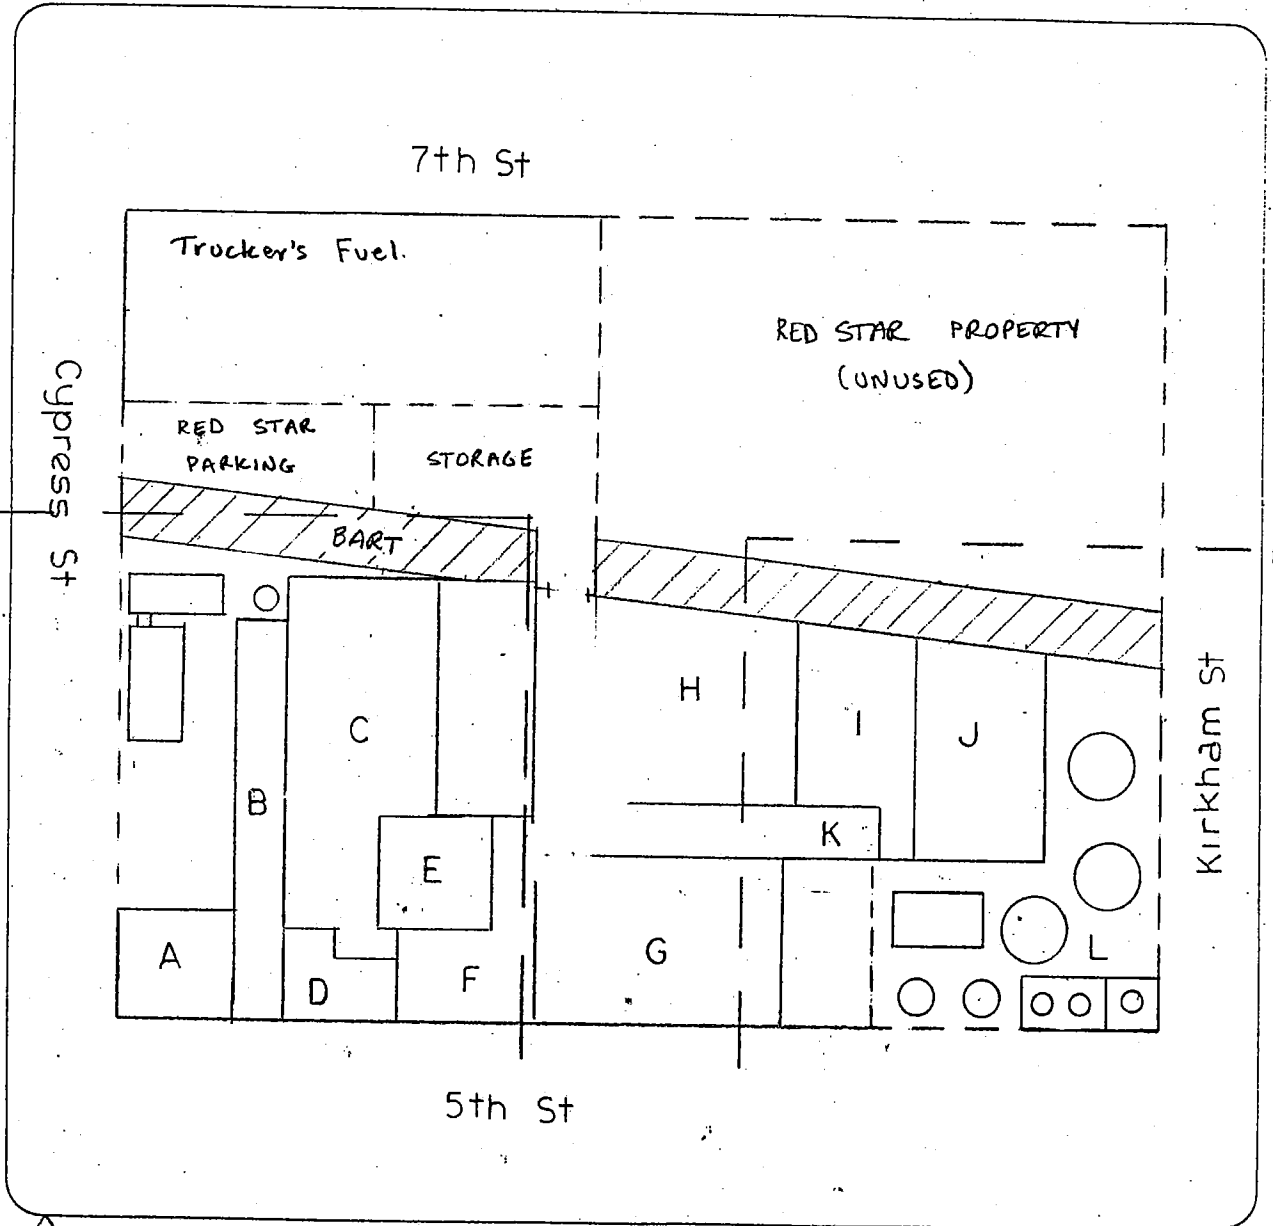 7th St
Trucker's Fuel.
RED STAR PROPERTY
(UNUSED)
Cypress St
RED STAR
PARKING
STORAGE
BART
H
C
I
J
Kirkham St
B
K
E
A
D
F
G
L
5th St